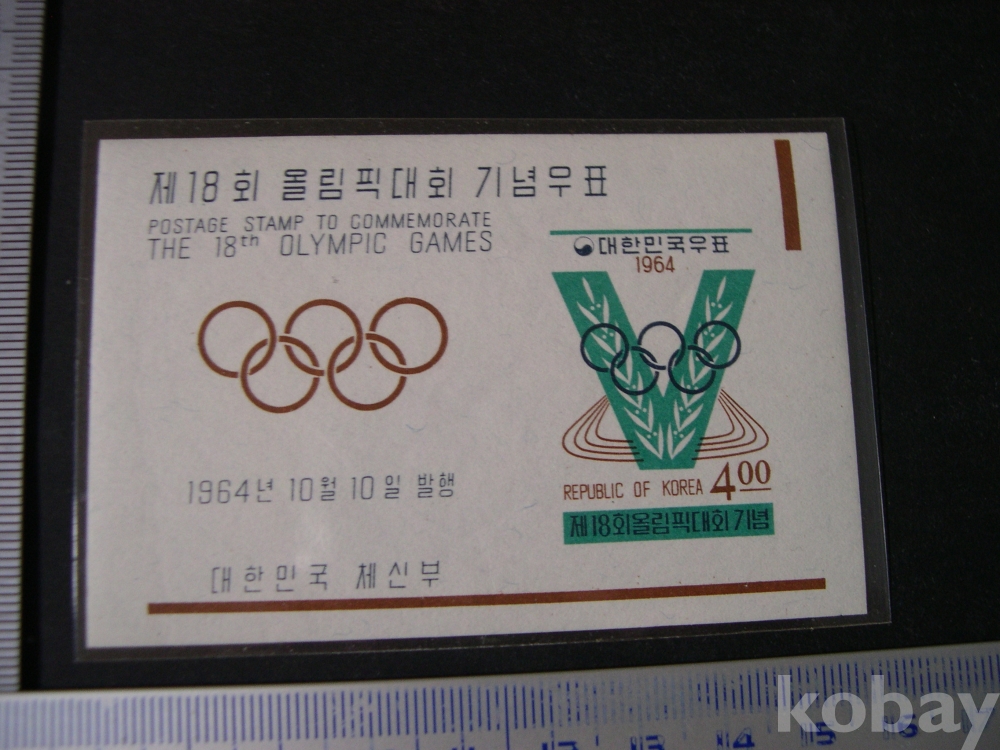 제18회 올림픽대회 기념우표
POSTAGE STAMP TO COMMEMORATE
THE 18th OLYMPIC GAMES
대한민국우표
1964
REPUBLIC OF KOREA 400
제18회올림픽대회기념
1964년 10월 10일 발행
대한민국 체신부
kobay